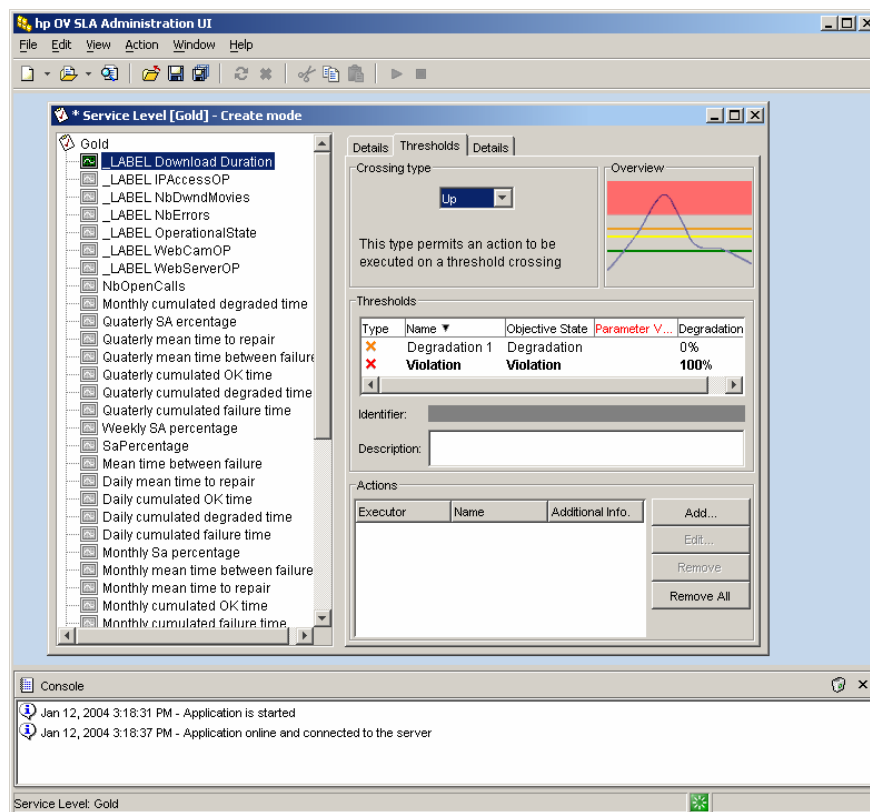 hp OV SLA Administration UI
File Edit View Action Window Help
* Service Level [Gold] - Create mode
Gold
_LABEL Download Duration
_LABEL IPAccessOP
_LABEL NbDwndMovies
_LABEL NbErrors
_LABEL OperationalState
_LABEL WebCamOP
_LABEL WebServerOP
NbOpenCalls
Monthly cumulated degraded time
Quaterly SA ercentage
Quaterly mean time to repair
Quaterly mean time between failure
Quaterly cumulated OK time
Quaterly cumulated degraded time
Quaterly cumulated failure time
Weekly SA percentage
SaPercentage
Mean time between failure
Daily mean time to repair
Daily cumulated OK time
Daily cumulated degraded time
Daily cumulated failure time
Monthly Sa percentage
Monthly mean time between failure
Monthly mean time to repair
Monthly cumulated OK time
Monthly cumulated failure time
Details Thresholds Details
Crossing type
Up
This type permits an action to be
executed on a threshold crossing
Overview
Thresholds
Type Name Objective State Parameter V... Degradation
Degradation 1 Degradation 0%
Violation Violation 100%
Identifier:
Description:
Actions
Executor Name Additional Info.
Add...
Edit...
Remove
Remove All
Console
Jan 12, 2004 3:18:31 PM - Application is started
Jan 12, 2004 3:18:37 PM - Application online and connected to the server
Service Level: Gold